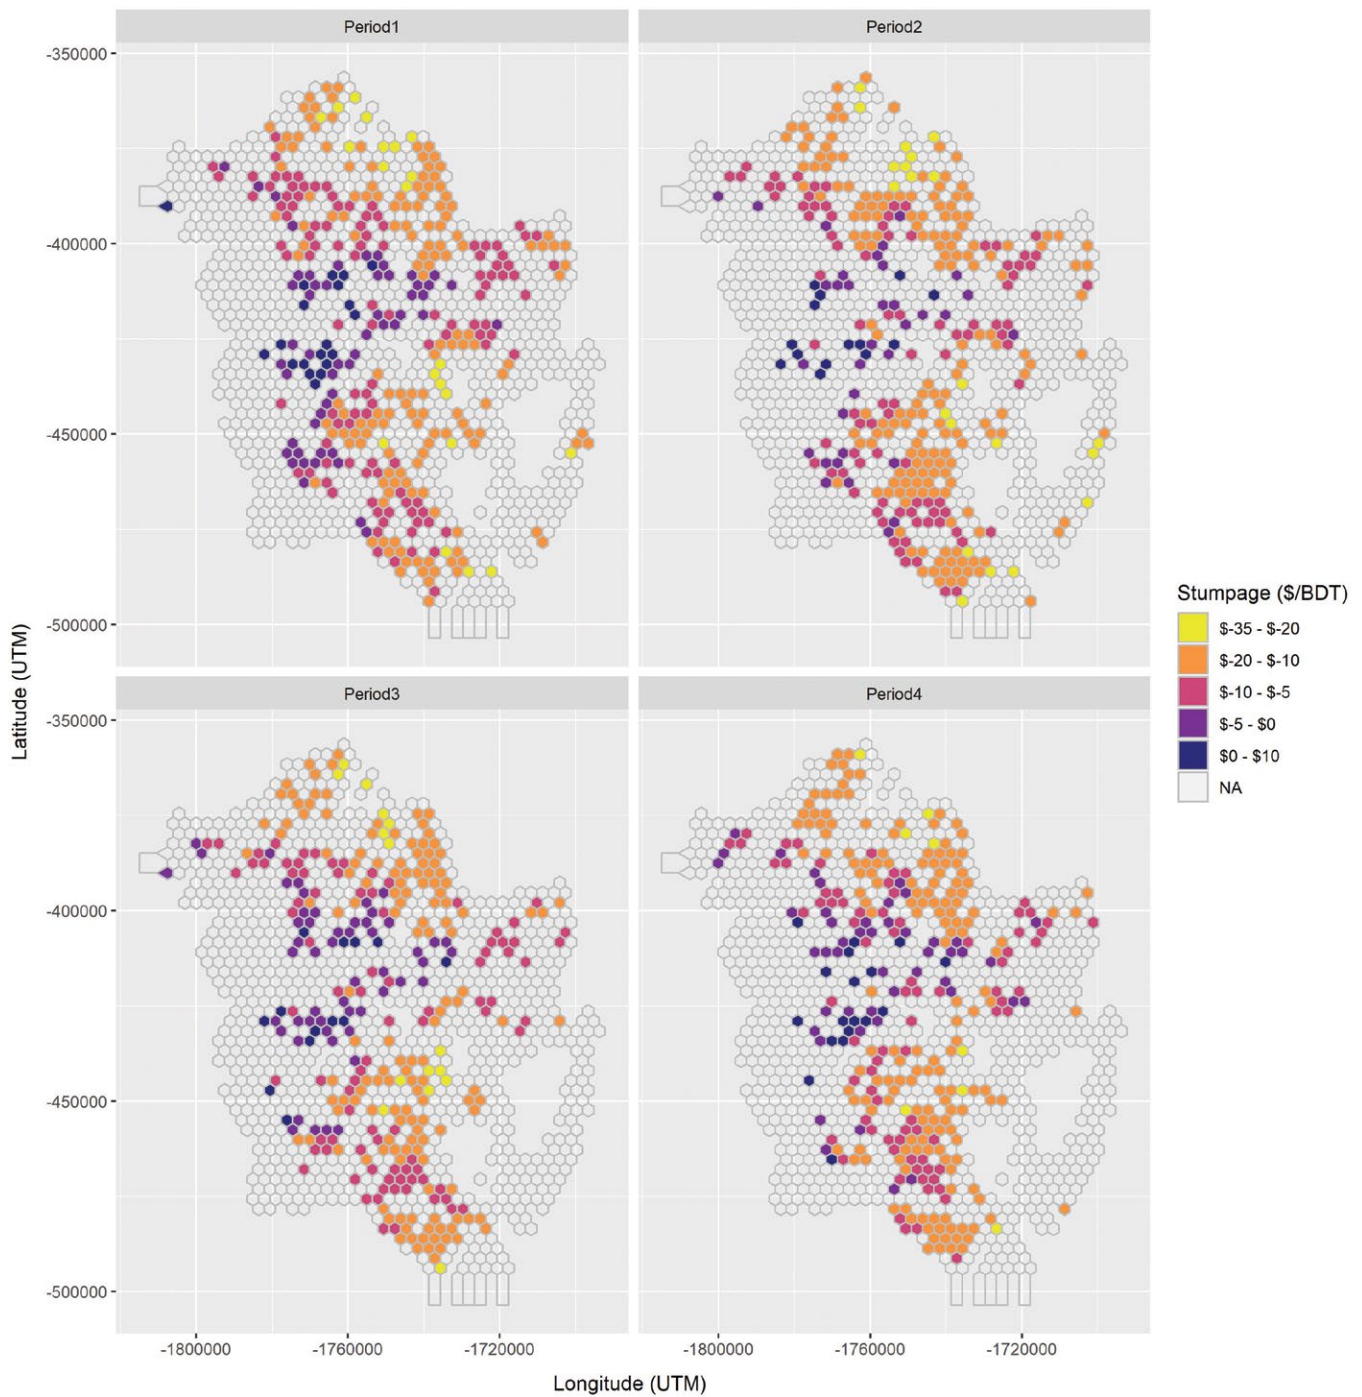 Period1
Period2
-350000
-400000
-450000
-500000
Period3
Period4
-350000
-400000
-450000
-500000
-1800000
-1760000
-1720000
-1800000
-1760000
-1720000
Longitude (UTM)
Latitude (UTM)
Stumpage ($/BDT)
$-35 - $-20
$-20 - $-10
$-10 - $-5
$-5 - $0
$0 - $10
NA